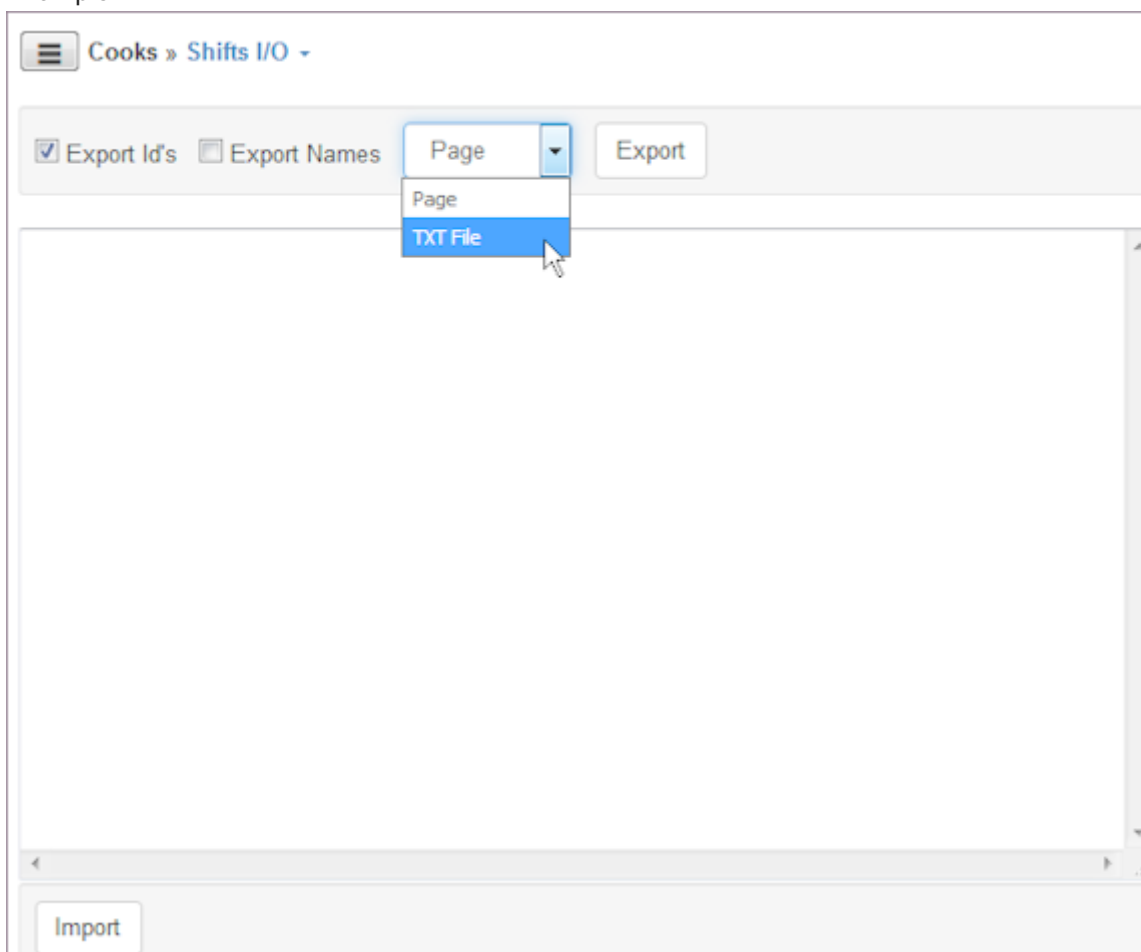 Cooks » Shifts I/O
Export Id's Export Names Page Export
Page
TXT File
Import